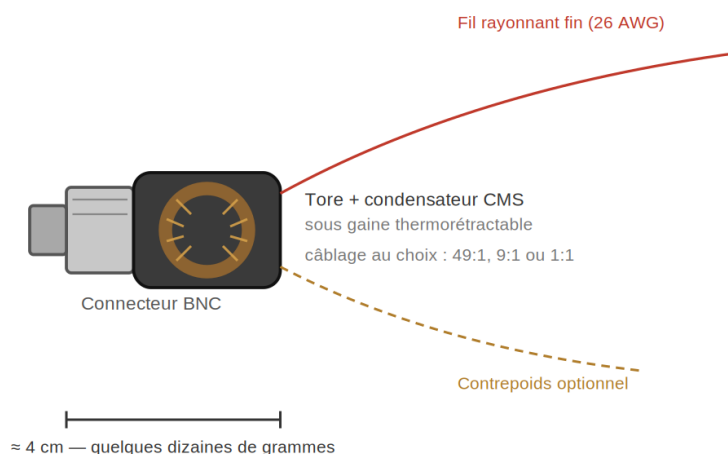 Fil rayonnant fin (26 AWG)
Tore + condensateur CMS
sous gaine thermorétractable
câblage au choix : 49:1, 9:1 ou 1:1
Connecteur BNC
Contrepoids optionnel
≈ 4 cm — quelques dizaines de grammes